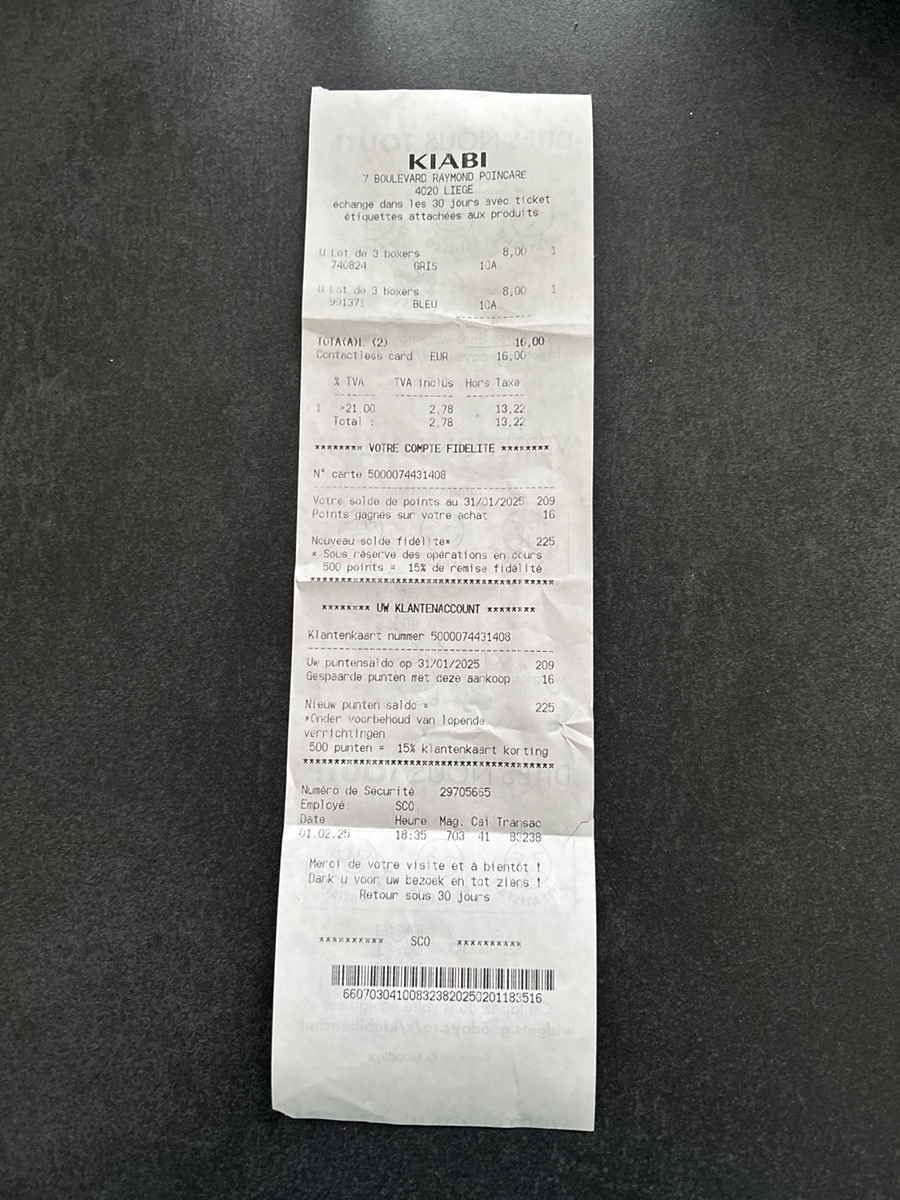 KIABI
7 BOULEVARD RAYMOND POINCARE
4020 LIEGE
échange dans les 30 jours avec ticket
étiquettes attachées aux produits
U Lot de 3 boxers 8,00 1
740824 GRIS 10A
U Lot de 3 boxers 8,00 1
991371 BLEU 10A
------------
TOTA(A)L (2) 16,00
Contactless card EUR 16,00
% TVA TVA inclus Hors Taxe
------ ---------- ---------
1 >21,00 2,78 13,22
Total : 2,78 13,22
******** VOTRE COMPTE FIDELITE ********
N° carte 5000074431408
----------------------------------------
Votre solde de points au 31/01/2025 209
Points gagnés sur votre achat 16
Nouveau solde fidélité* 225
* Sous réserve des opérations en cours
500 points = 15% de remise fidélité
****************************************
******** UW KLANTENACCOUNT ********
Klantenkaart nummer 5000074431408
----------------------------------------
Uw puntensaldo op 31/01/2025 209
Gespaarde punten met deze aankoop 16
Nieuw punten saldo * 225
*Onder voorbehoud van lopende
verrichtingen
500 punten = 15% klantenkaart korting
****************************************
Numéro de Sécurité 29705665
Employé: SCO
Date Heure Mag. Cai Transac
01.02.25 18:35 703 41 83238
Merci de votre visite et à bientôt !
Dank u voor uw bezoek en tot ziens !
Retour sous 30 jours
********** SCO **********
660703041008323820250201183516